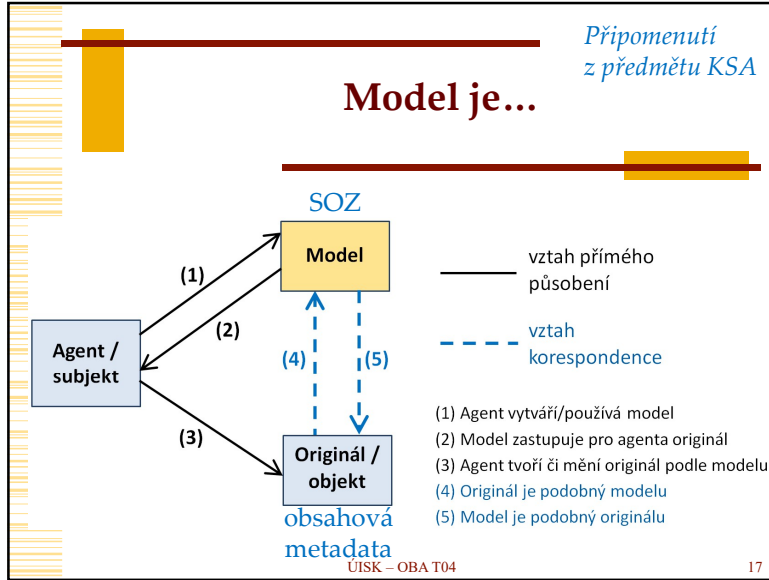 Připomenutí
z předmětu KSA
Model je…
SOZ
Model
vztah přímého
působení
(1)
(2)
vztah
korespondence
Agent /
subjekt
(4)
(5)
(3)
(1) Agent vytváří/používá model
(2) Model zastupuje pro agenta originál
(3) Agent tvoří či mění originál podle modelu
(4) Originál je podobný modelu
(5) Model je podobný originálu
Originál /
objekt
obsahová
metadata
ÚISK – OBA T04
17